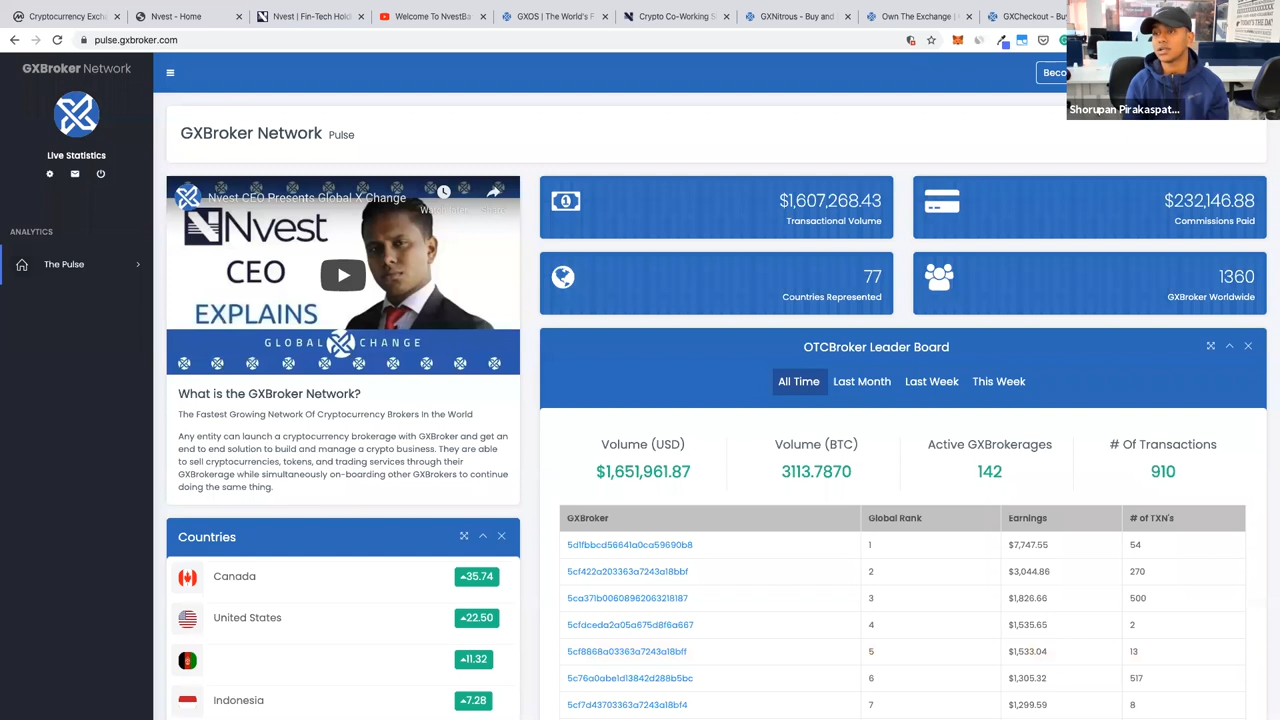 Cryptocurrency Exch
Nvest - Home
Nvest | Fin-Tech Hold
Welcome To NvestBa
GXOS | The World's F
Crypto Co-Working S
GXNitrous - Buy and
Own The Exchange |
GXCheckout - Bu
pulse.gxbroker.com
GXBroker Network
Beco
Shorupan Pirakaspat...
Live Statistics
GXBroker Network Pulse
ANALYTICS
The Pulse
Nvest CEO Presents Global X Change
Nvest
CEO
EXPLAINS
GLOBAL CHANGE
What is the GXBroker Network?
The Fastest Growing Network Of Cryptocurrency Brokers In the World
Any entity can launch a cryptocurrency brokerage with GXBroker and get an
end to end solution to build and manage a crypto business. They are able
to sell cryptocurrencies, tokens, and trading services through their
GXBrokerage while simultaneously on-boarding other GXBrokers to continue
doing the same thing.
Countries
Canada 35.74
United States 22.50
11.32
Indonesia 7.28
$1,607,268.43
Transactional Volume
$232,146.88
Commissions Paid
77
Countries Represented
1360
GXBroker Worldwide
OTCBroker Leader Board
All Time Last Month Last Week This Week
Volume (USD) Volume (BTC) Active GXBrokerages # Of Transactions
$1,651,961.87 3113.7870 142 910
GXBroker Global Rank Earnings # of TXN's
5d1fbbcd56641a0ca59690b8 1 $7,747.55 54
5cf422a203363a7243a18bbf 2 $3,044.86 270
5ca371b00608962063218187 3 $1,826.66 500
5cfdceda2a05a675d8f6a667 4 $1,535.65 2
5cf8868a03363a7243a18bff 5 $1,533.04 13
5c76a0abe1d13842d288b5bc 6 $1,305.32 517
5cf7d43703363a7243a18bf4 7 $1,299.59 8